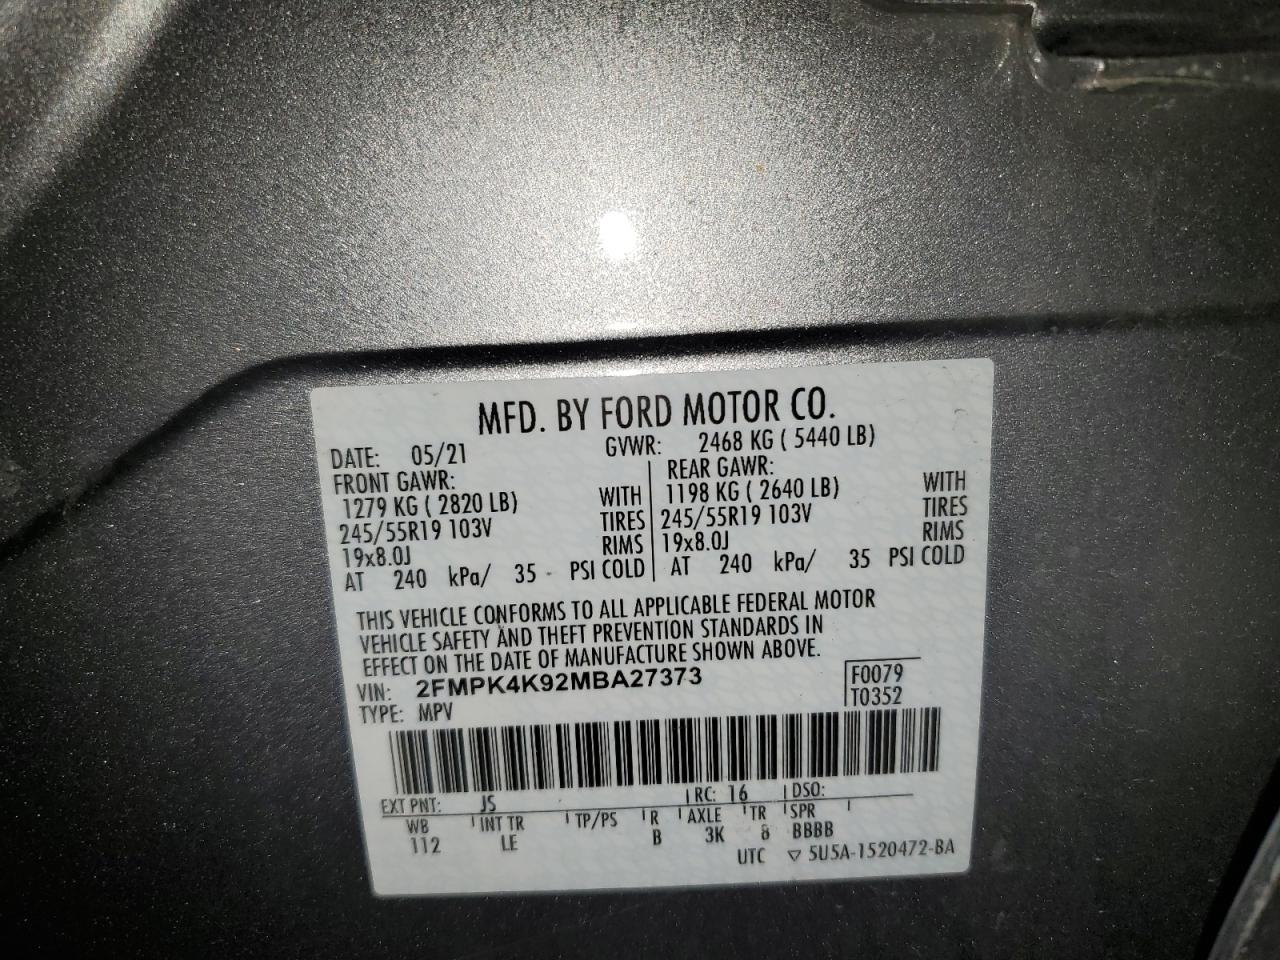 MFD. BY FORD MOTOR CO.
DATE: 05/21 GVWR: 2468 KG ( 5440 LB)
FRONT GAWR: REAR GAWR:
1279 KG ( 2820 LB) WITH 1198 KG ( 2640 LB) WITH
245/55R19 103V TIRES 245/55R19 103V TIRES
19x8.0J RIMS 19x8.0J RIMS
AT 240 kPa/ 35 PSI COLD AT 240 kPa/ 35 PSI COLD
THIS VEHICLE CONFORMS TO ALL APPLICABLE FEDERAL MOTOR
VEHICLE SAFETY AND THEFT PREVENTION STANDARDS IN
EFFECT ON THE DATE OF MANUFACTURE SHOWN ABOVE.
VIN: 2FMPK4K92MBA27373 F0079
TYPE: MPV T0352
EXT PNT: JS RC: 16 DSO:
WB INT TR TP/PS R AXLE TR SPR
112 LE B 3K 8 BBBB
UTC ▽ 5U5A-1520472-BA